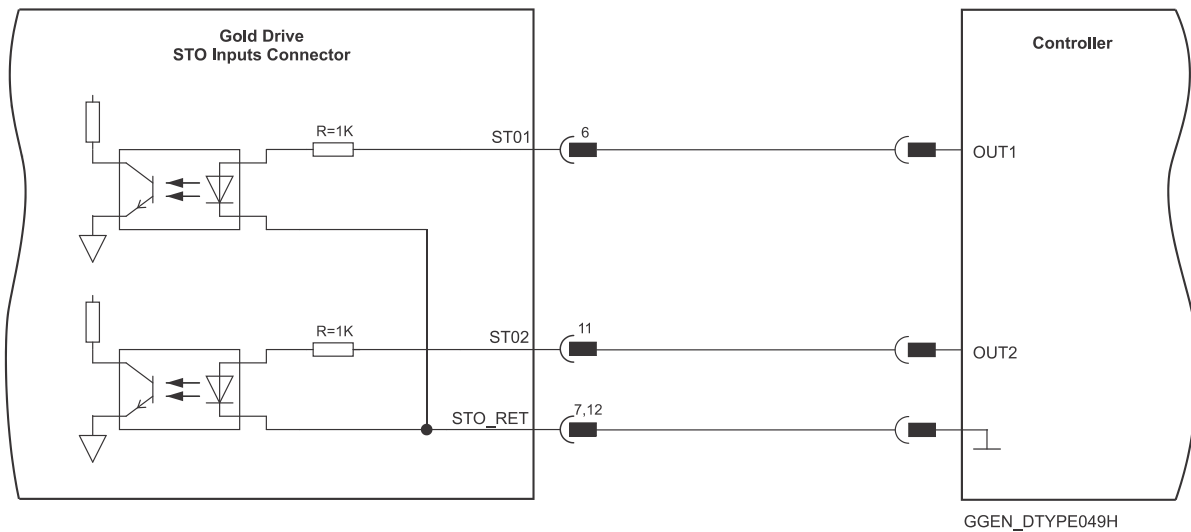 Gold Drive
STO Inputs Connector
Controller
R=1K
ST01
6
OUT1
R=1K
ST02
11
OUT2
STO_RET
7,12
GGEN_DTYPE049H